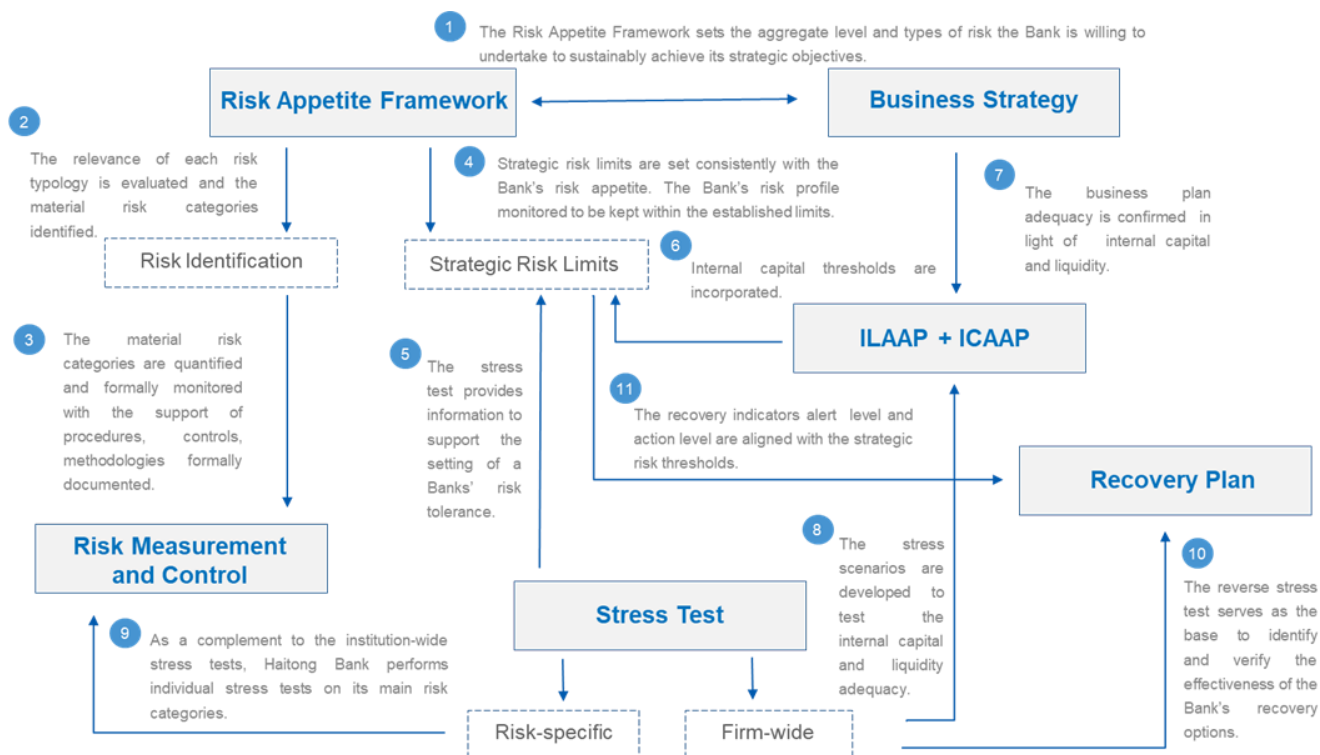 1
The Risk Appetite Framework sets the aggregate level and types of risk the Bank is willing to
undertake to sustainably achieve its strategic objectives.
Risk Appetite Framework
Business Strategy
2
The relevance of each risk
typology is evaluated and the
material risk categories
identified.
4
Strategic risk limits are set consistently with the
Bank's risk appetite. The Bank's risk profile
monitored to be kept within the established limits.
7
The business plan
adequacy is confirmed in
light of internal capital
and liquidity.
Risk Identification
Strategic Risk Limits
6
Internal capital thresholds are
incorporated.
ILAAP + ICAAP
3
The material risk
categories are quantified
and formally monitored
with the support of
procedures, controls,
methodologies formally
documented.
5
The stress
test provides
information to
support the
setting of a
Banks' risk
tolerance.
11
The recovery indicators alert level and
action level are aligned with the strategic
risk thresholds.
Recovery Plan
Risk Measurement
and Control
8
The stress
scenarios are
developed to
test the
internal capital
and liquidity
adequacy.
10
The reverse stress
test serves as the
base to identify
and verify the
effectiveness of the
Bank's recovery
options.
Stress Test
9
As a complement to the institution-wide
stress tests, Haitong Bank performs
individual stress tests on its main risk
categories.
Risk-specific
Firm-wide